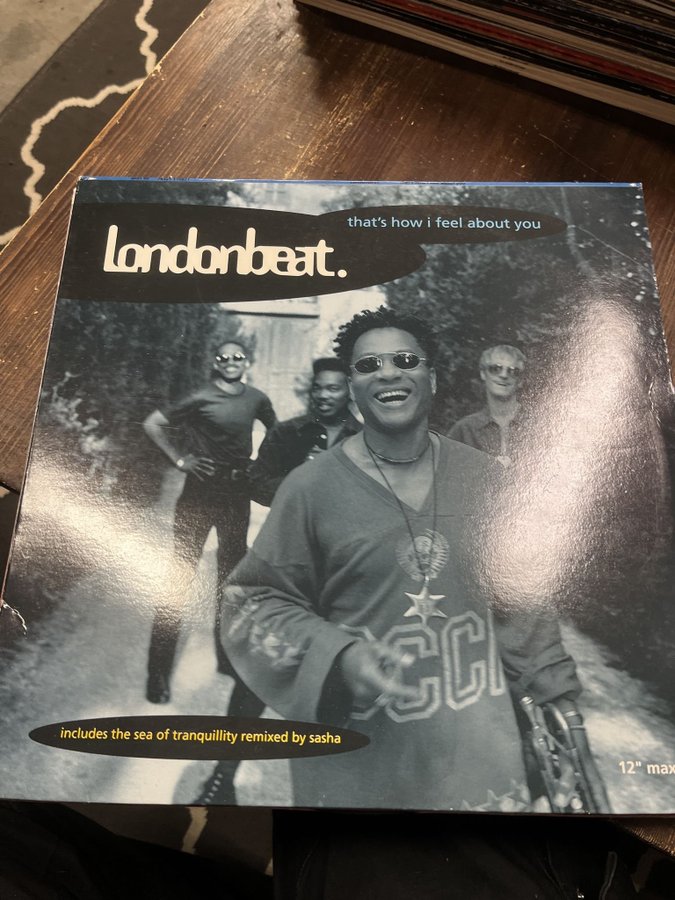 that's how i feel about you
londonbeat.
includes the sea of tranquillity remixed by sasha
12" max